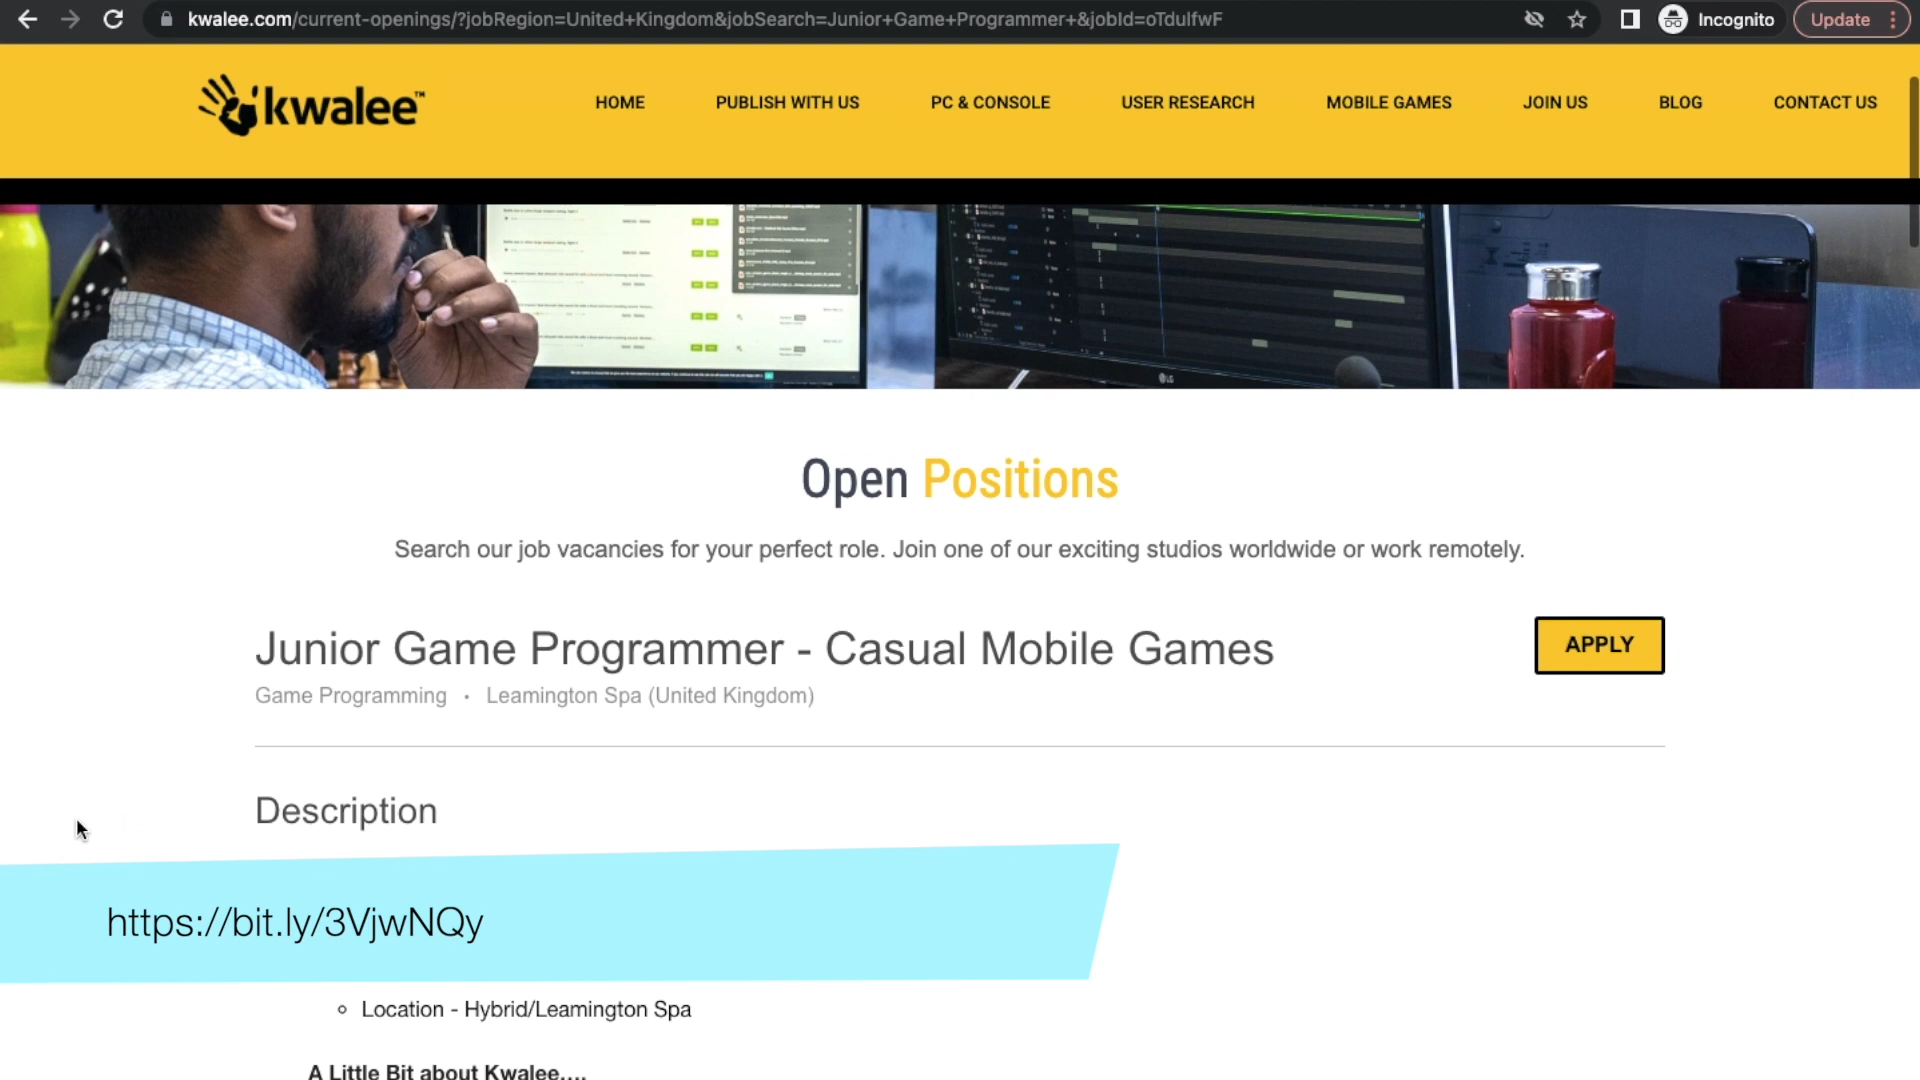 kwalee.com/current-openings/?jobRegion=United+Kingdom&jobSearch=Junior+Game+Programmer+&jobId=oTdulfwF
Incognito
Update
kwalee™
HOME
PUBLISH WITH US
PC & CONSOLE
USER RESEARCH
MOBILE GAMES
JOIN US
BLOG
CONTACT US
LG
Open Positions
Search our job vacancies for your perfect role. Join one of our exciting studios worldwide or work remotely.
Junior Game Programmer - Casual Mobile Games
APPLY
Game Programming • Leamington Spa (United Kingdom)
Description
https://bit.ly/3VjwNQy
Location - Hybrid/Leamington Spa
A Little Bit about Kwalee....